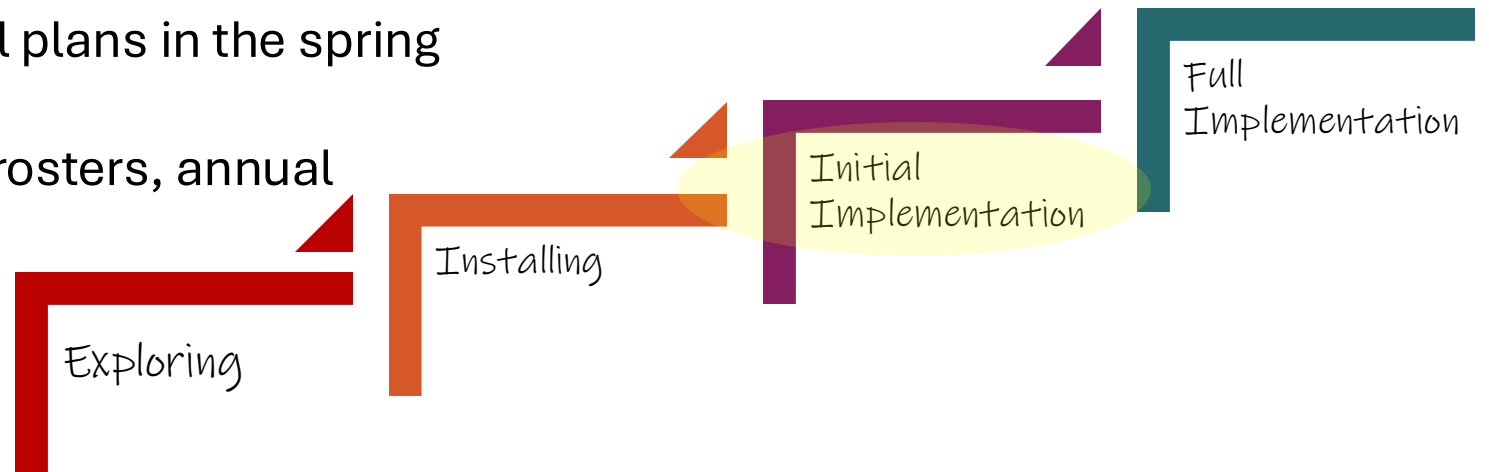 plans in the spring
rosters, annual
Exploring
Installing
Initial
Implementation
Full
Implementation